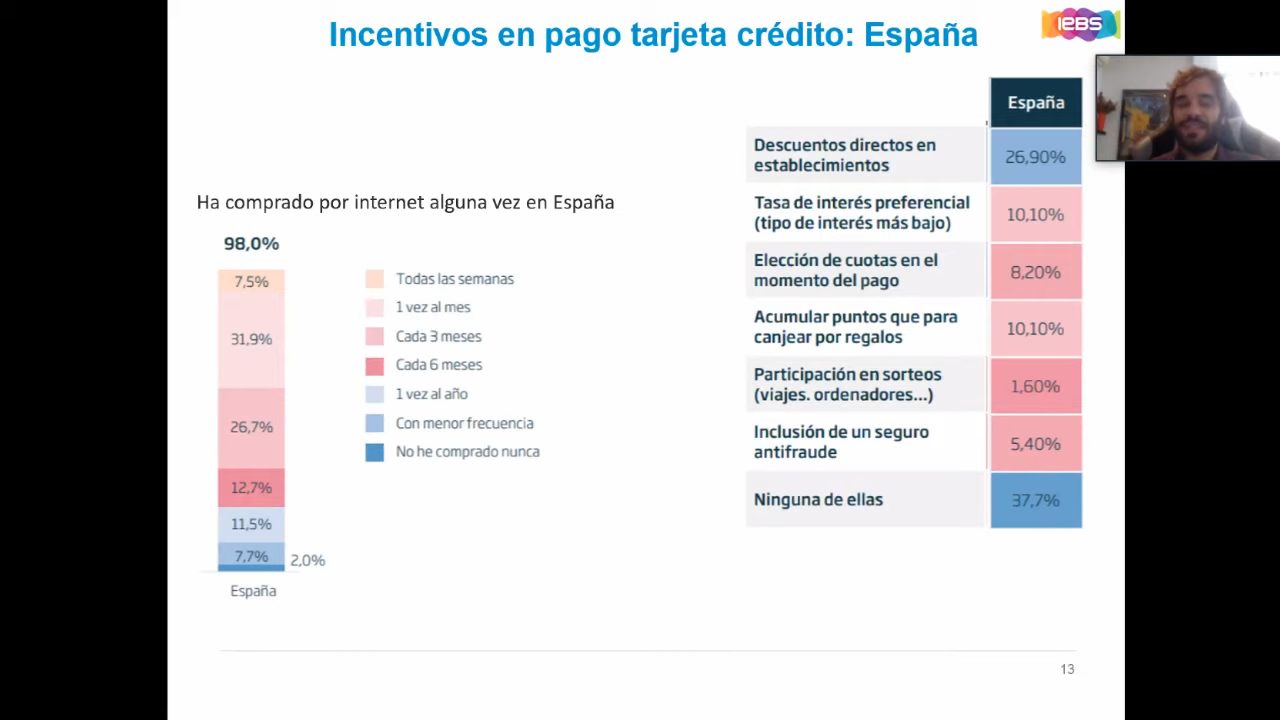 Incentivos en pago tarjeta crédito: España
IEBS
Ha comprado por internet alguna vez en España
98,0%
7,5%
31,9%
26,7%
12,7%
11,5%
7,7%
2,0%
España
Todas las semanas
1 vez al mes
Cada 3 meses
Cada 6 meses
1 vez al año
Con menor frecuencia
No he comprado nunca
España
Descuentos directos en
establecimientos
26,90%
Tasa de interés preferencial
(tipo de interés más bajo)
10,10%
Elección de cuotas en el
momento del pago
8,20%
Acumular puntos que para
canjear por regalos
10,10%
Participación en sorteos
(viajes. ordenadores...)
1,60%
Inclusión de un seguro
antifraude
5,40%
Ninguna de ellas
37,7%
13